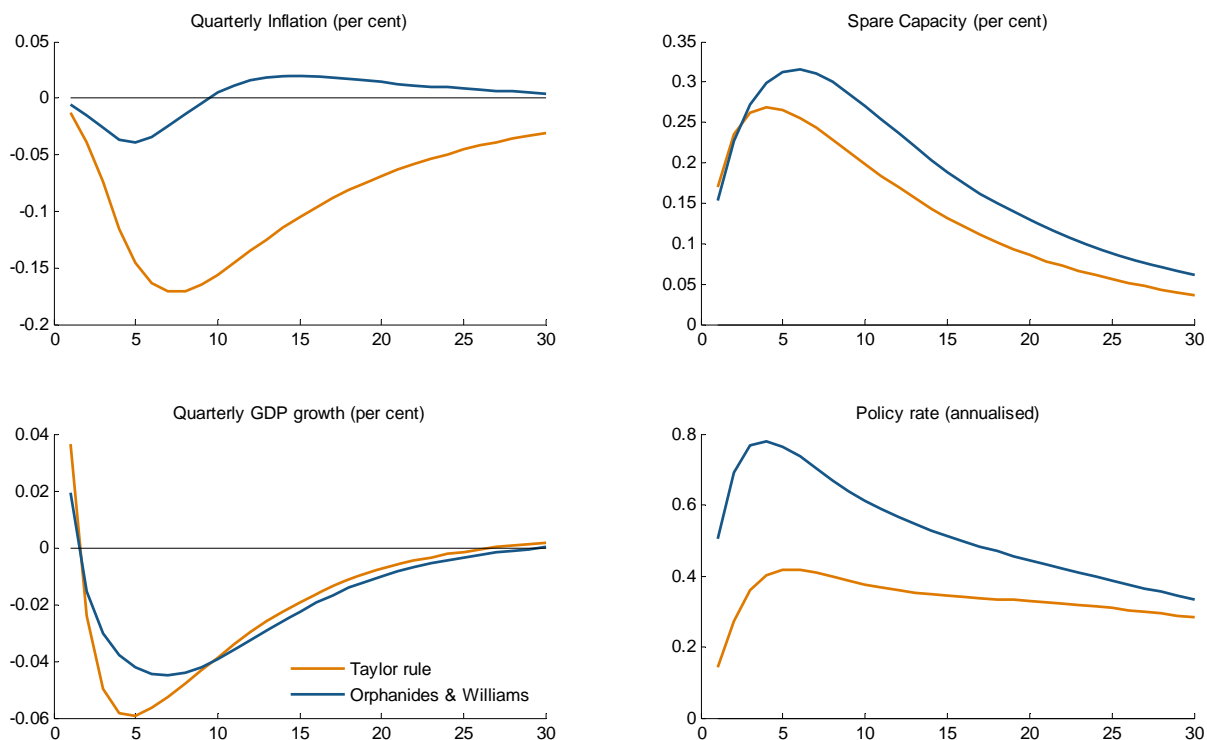 Quarterly Inflation (per cent)
0.05
0
-0.05
-0.1
-0.15
-0.2
0 5 10 15 20 25 30
Spare Capacity (per cent)
0.35
0.3
0.25
0.2
0.15
0.1
0.05
0
0 5 10 15 20 25 30
Quarterly GDP growth (per cent)
0.04
0.02
0
-0.02
-0.04
-0.06
Taylor rule
Orphanides & Williams
0 5 10 15 20 25 30
Policy rate (annualised)
0.8
0.6
0.4
0.2
0
0 5 10 15 20 25 30